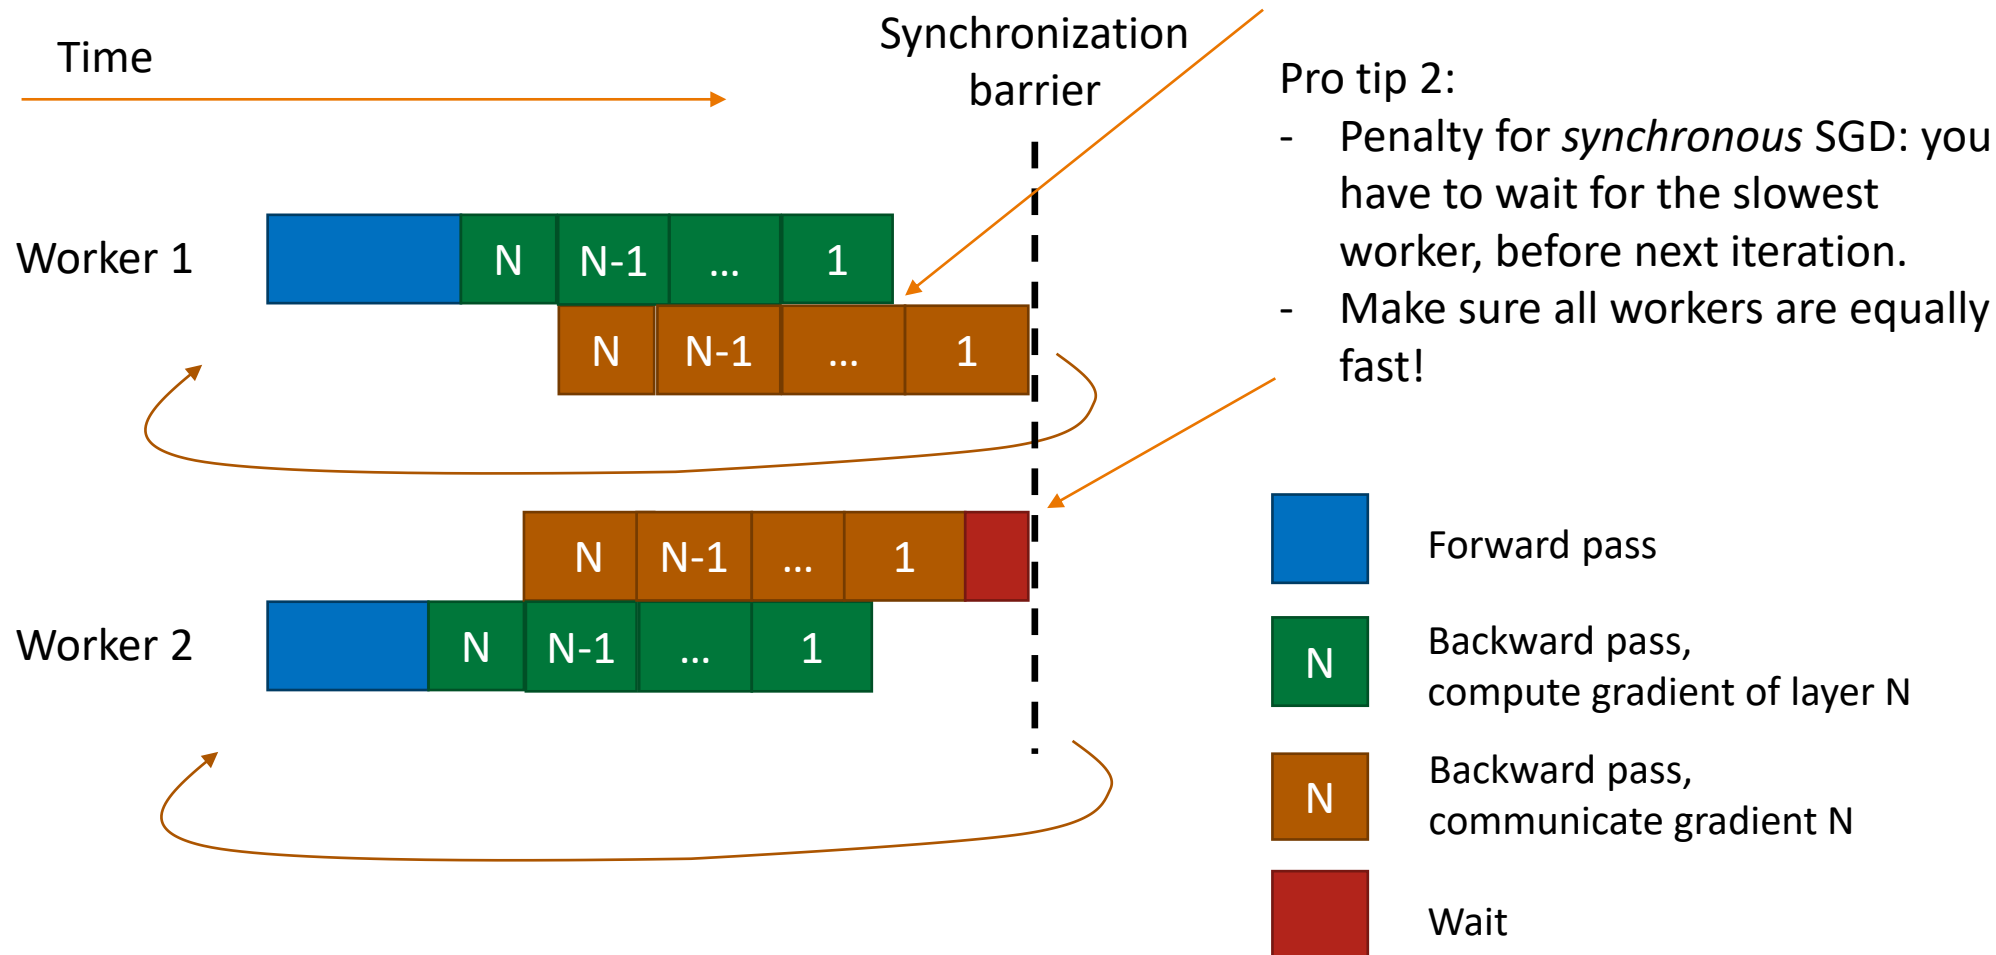 Time
Synchronization
barrier
Pro tip 2:
- Penalty for synchronous SGD: you
have to wait for the slowest
worker, before next iteration.
- Make sure all workers are equally
fast!
Worker 1
N N-1 ... 1
N N-1 ... 1
N N-1 ... 1
Worker 2
N N-1 ... 1
Forward pass
N
Backward pass,
compute gradient of layer N
N
Backward pass,
communicate gradient N
Wait